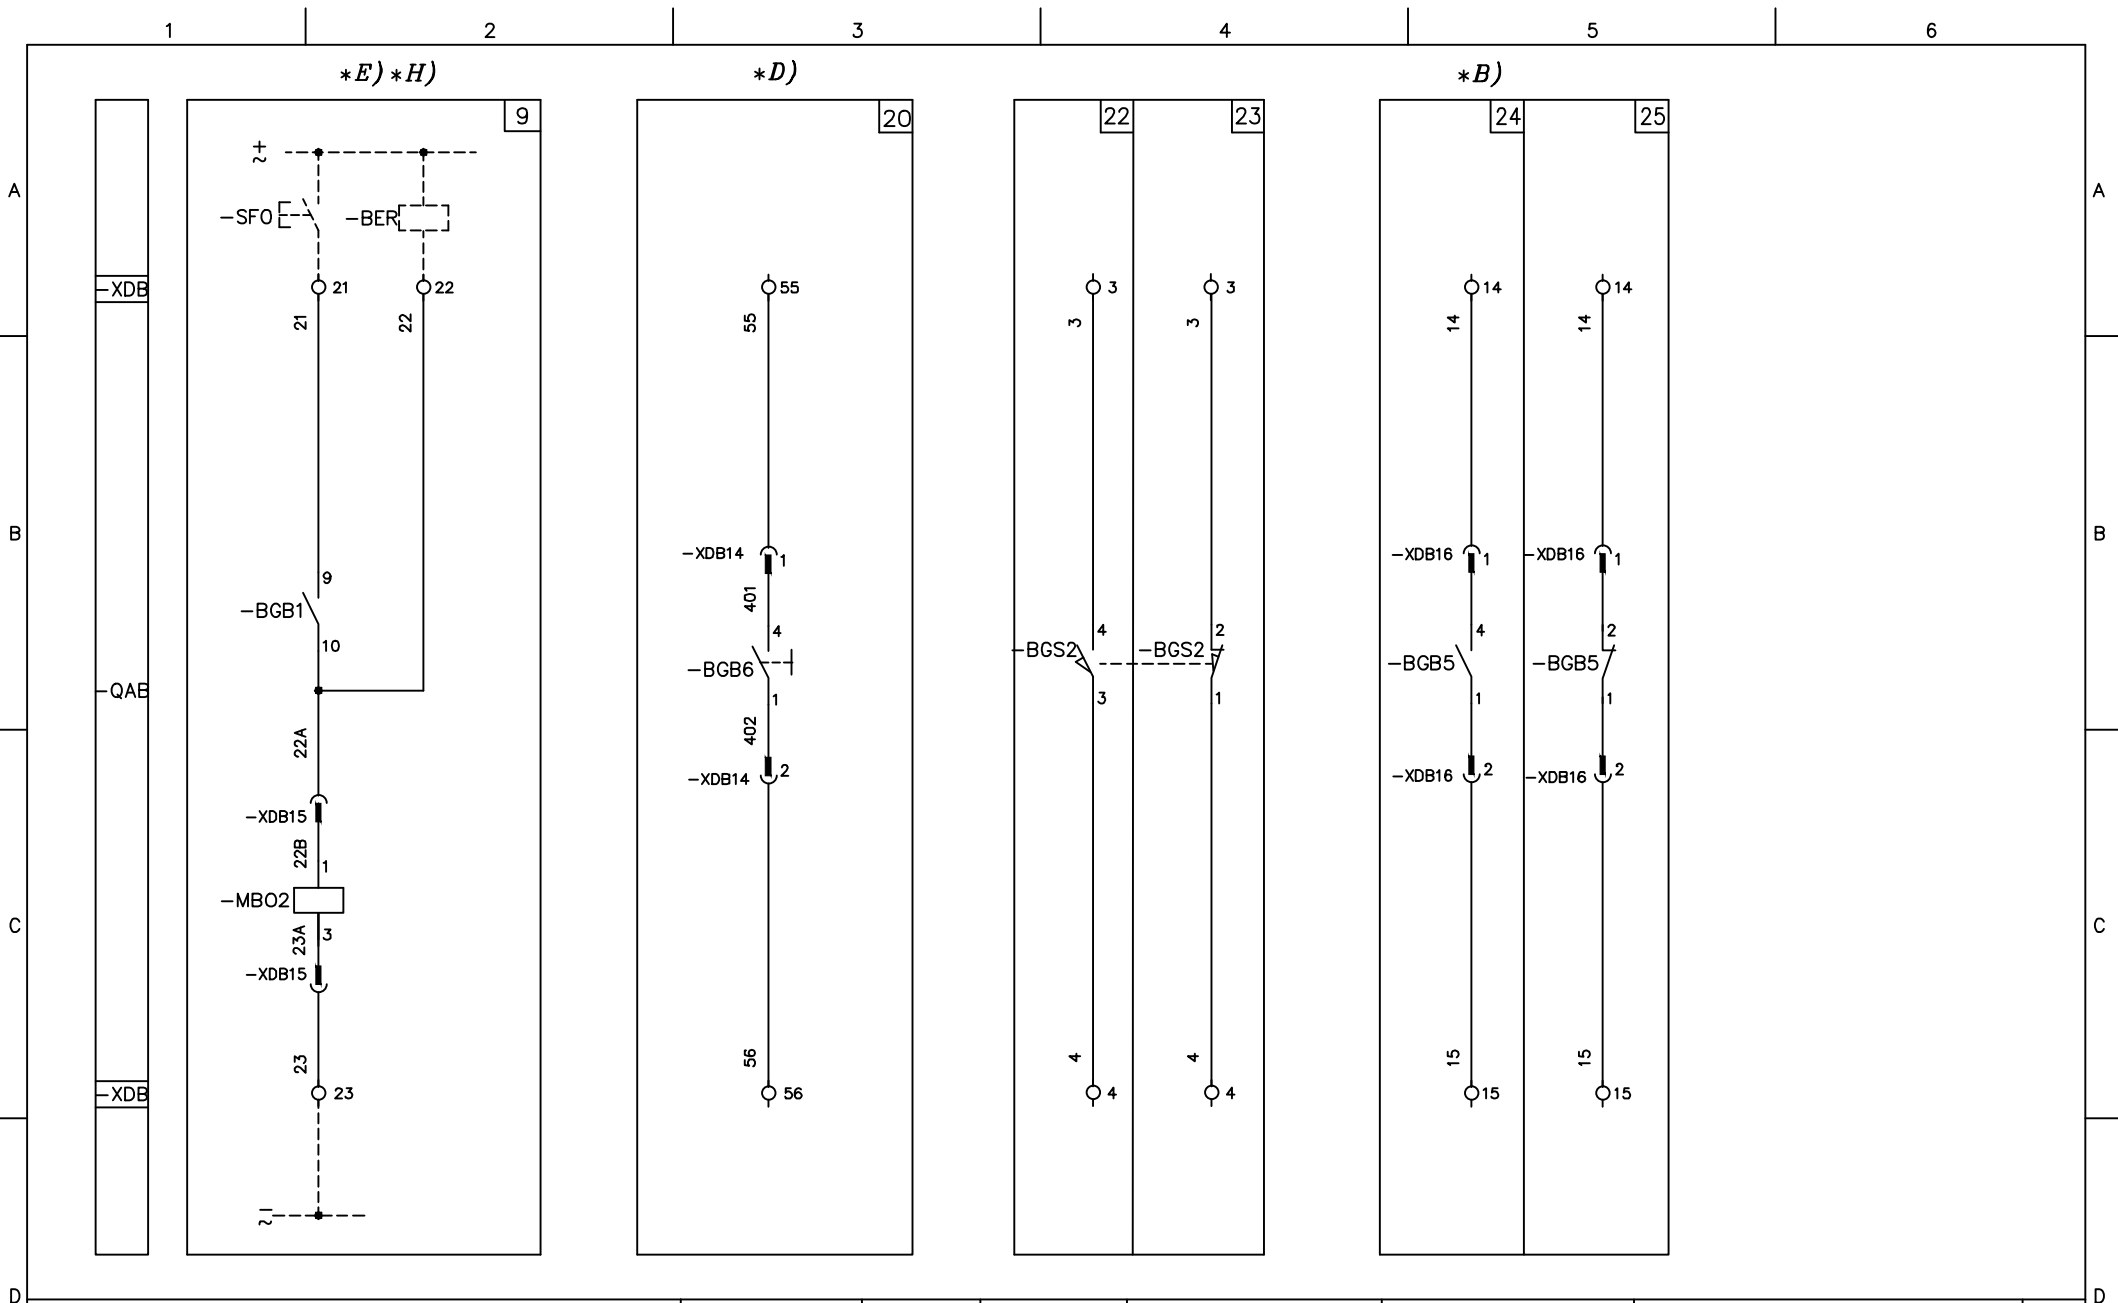 1 2 3 4 5 6
*E) *H) *D) *B)
9 20 22 23 24 25
+
~
A A
-SFO -BER
-XDB 21 22 55 3 3 14 14
21 22 55 3 3 14 14
B B
-XDB14 1 -XDB16 1 -XDB16 1
9 401
-BGB1 4 4 2 4 2
10 -BGB6 -BGS2 -BGS2 -BGB5 -BGB5
-QAB 1 3 1 1 1
22A 402
-XDB14 2 -XDB16 2 -XDB16 2
-XDB15
22B 1
-MBO2
C C
23A 3
-XDB15
23 56 4 4 15 15
-XDB 23 56 4 4 15 15
-
~
D D